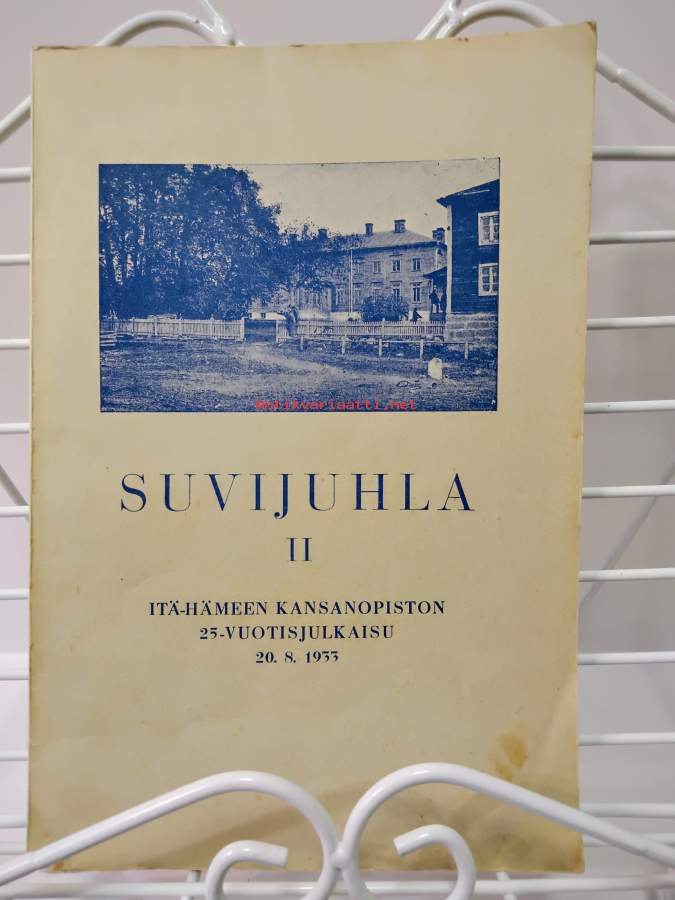 Antikvariaatti.net
SUVIJUHLA
II
ITÄ-HÄMEEN KANSANOPISTON
25-VUOTISJULKAISU
20. 8. 1933